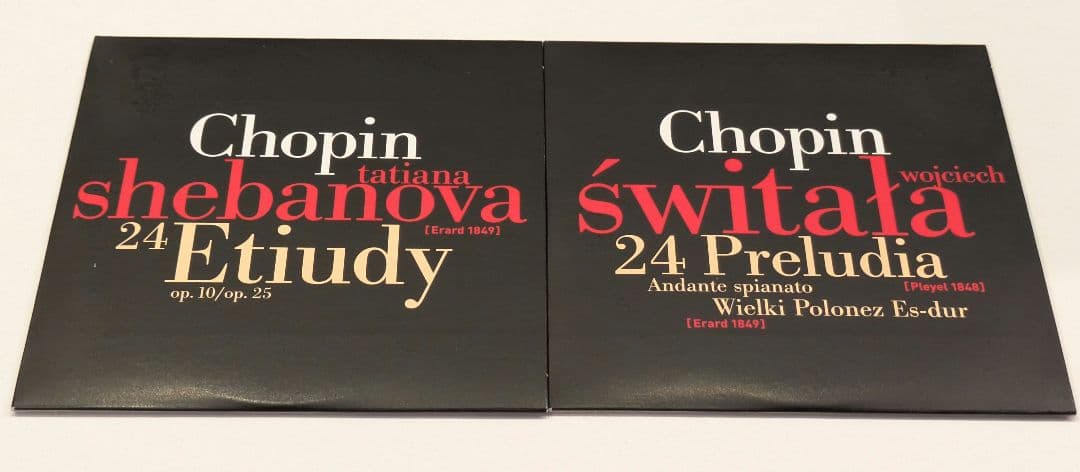 Chopin
tatiana
shebanova
[Erard 1849]
24 Etiudy
op. 10/op. 25
Chopin
wojciech
świtała
24 Preludia
[Pleyel 1848]
Andante spianato
Wielki Polonez Es-dur
[Erard 1849]